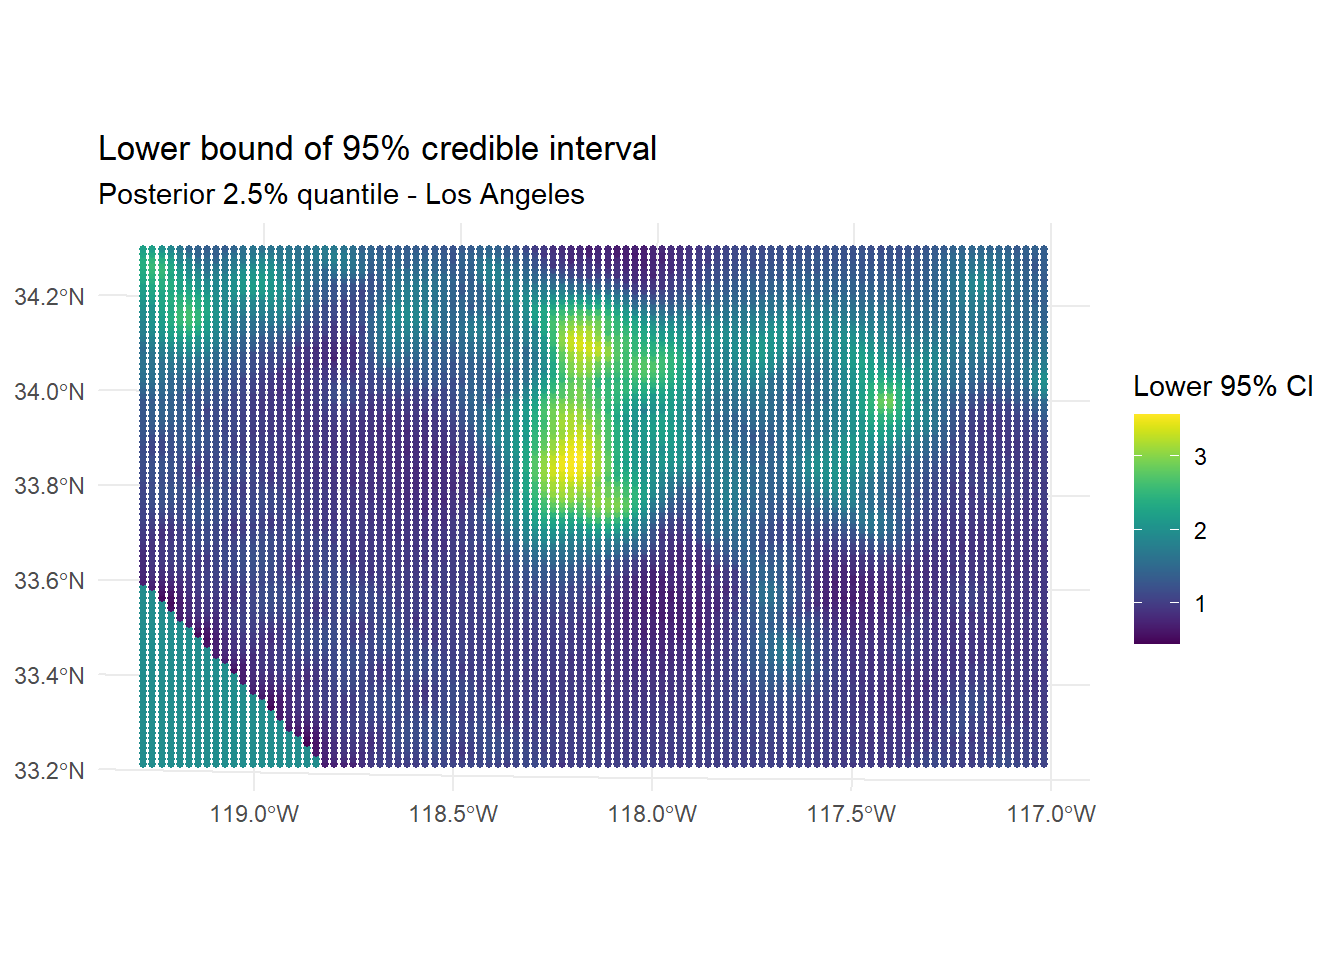 Lower bound of 95% credible interval
Posterior 2.5% quantile - Los Angeles
34.2°N
34.0°N
33.8°N
33.6°N
33.4°N
33.2°N
119.0°W
118.5°W
118.0°W
117.5°W
117.0°W
Lower 95% CI
3
2
1